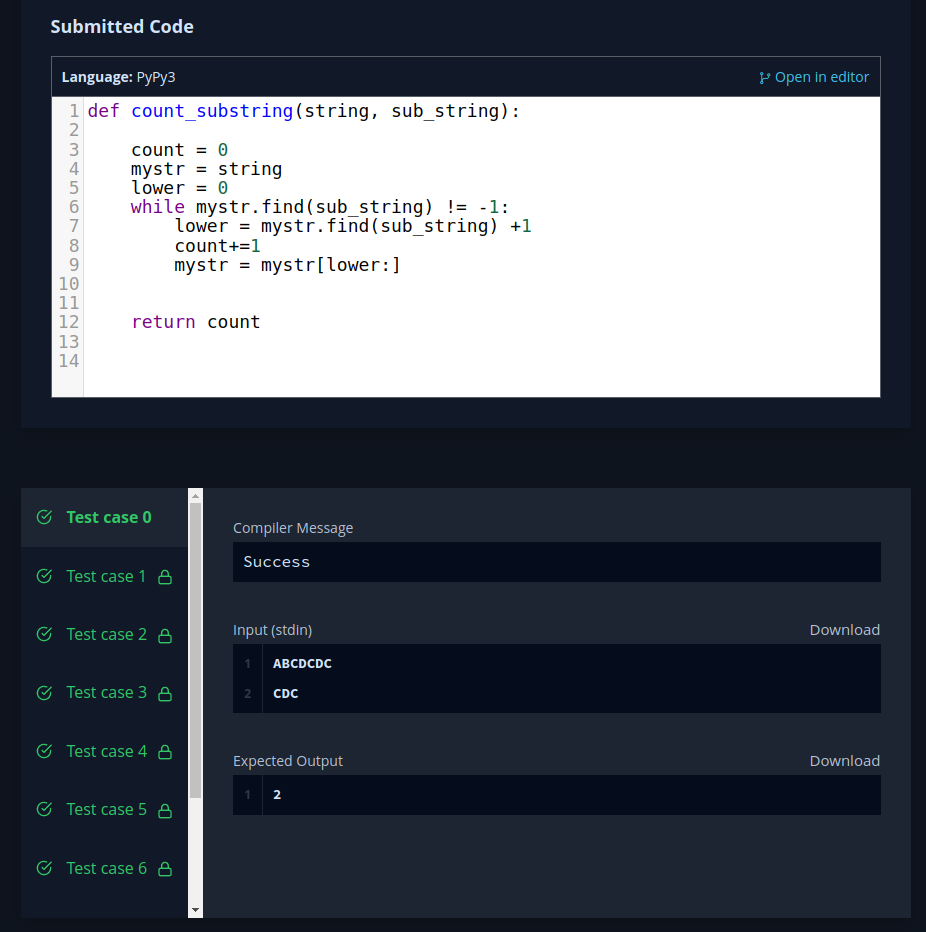 Submitted Code
Language: PyPy3 Open in editor
1 def count_substring(string, sub_string):
2
3     count = 0
4     mystr = string
5     lower = 0
6     while mystr.find(sub_string) != -1:
7         lower = mystr.find(sub_string) +1
8         count+=1
9         mystr = mystr[lower:]
10
11
12     return count
13
14
Test case 0
Test case 1
Test case 2
Test case 3
Test case 4
Test case 5
Test case 6
Compiler Message
Success
Input (stdin) Download
1 ABCDCDC
2 CDC
Expected Output Download
1 2